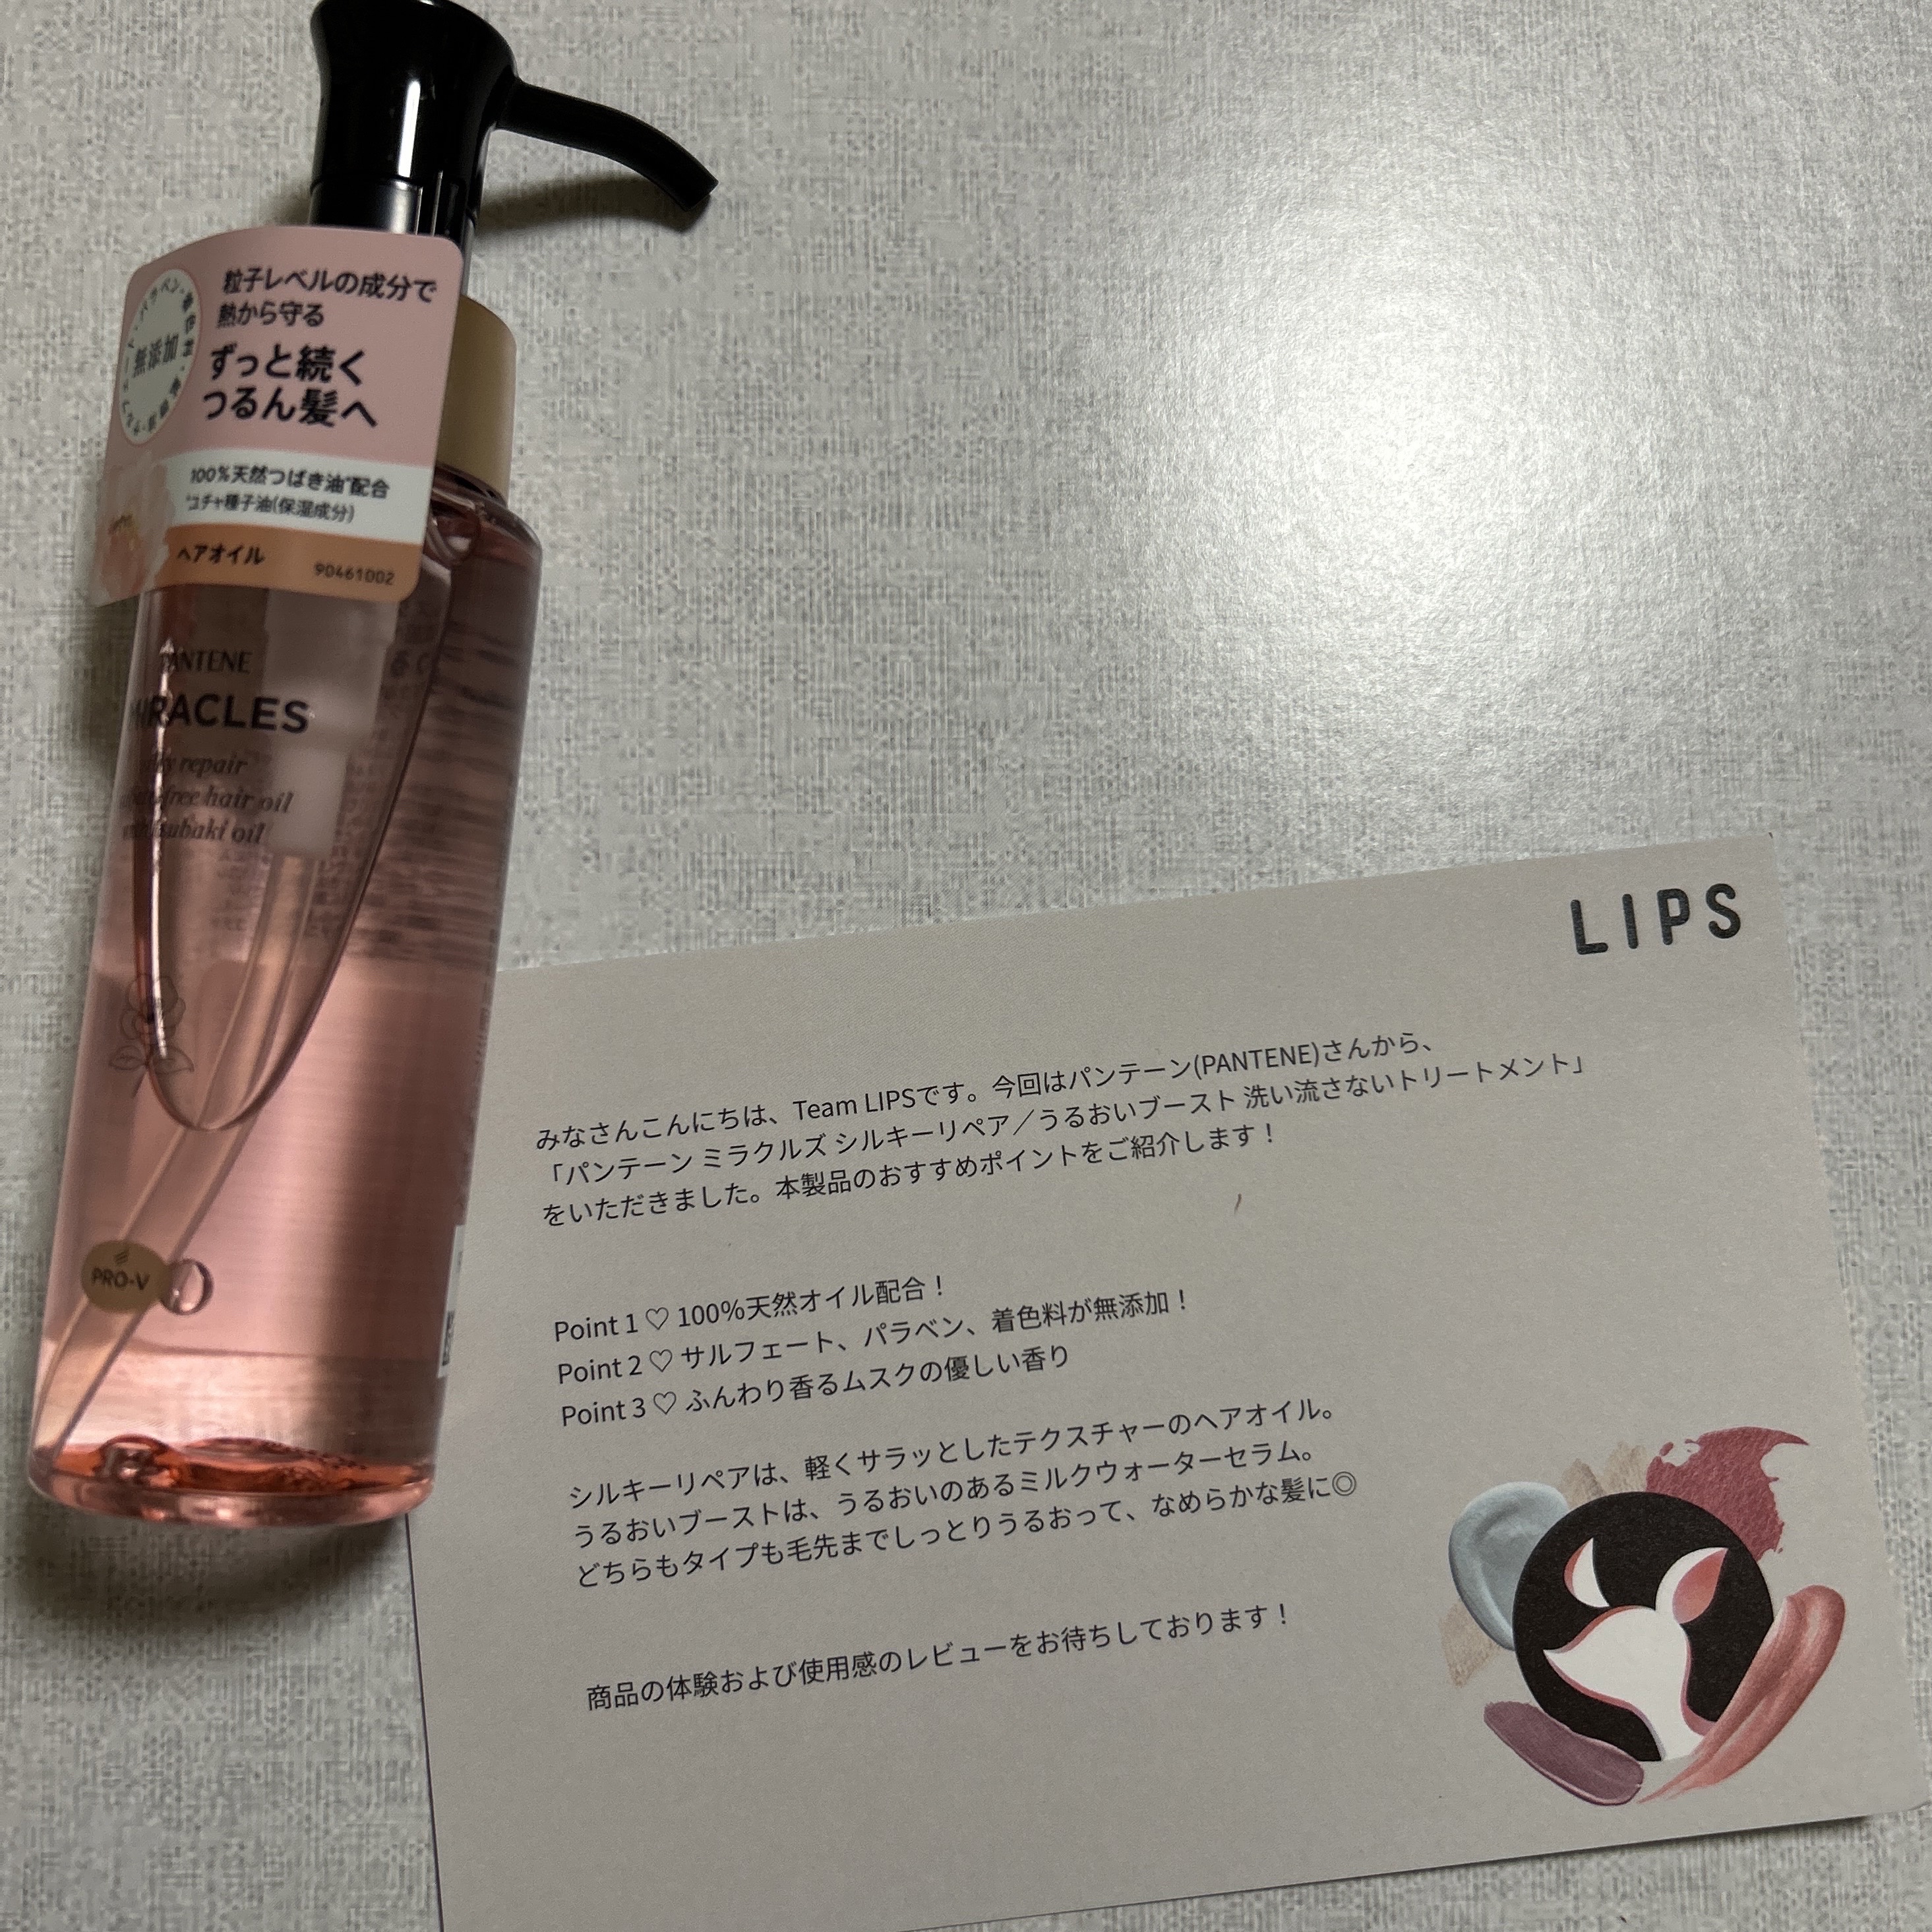 粒子レベルの成分で
熱から守る
ずっと続く
つるん髪へ
無添加
100%天然つばき油*配合
*ユチャ種子油(保湿成分)
ヘアオイル
90461002
PANTENE
MIRACLES
repair
free hair oil
tsubaki oil
PRO-V
LIPS
みなさんこんにちは、Team LIPSです。今回はパンテーン(PANTENE)さんから、
「パンテーン ミラクルズ シルキーリペア／うるおいブースト 洗い流さないトリートメント」
をいただきました。本製品のおすすめポイントをご紹介します！
Point 1 ♡ 100%天然オイル配合！
Point 2 ♡ サルフェート、パラベン、着色料が無添加！
Point 3 ♡ ふんわり香るムスクの優しい香り
シルキーリペアは、軽くサラッとしたテクスチャーのヘアオイル。
うるおいブーストは、うるおいのあるミルクウォーターセラム。
どちらもタイプも毛先までしっとりうるおって、なめらかな髪に◎
商品の体験および使用感のレビューをお待ちしております！